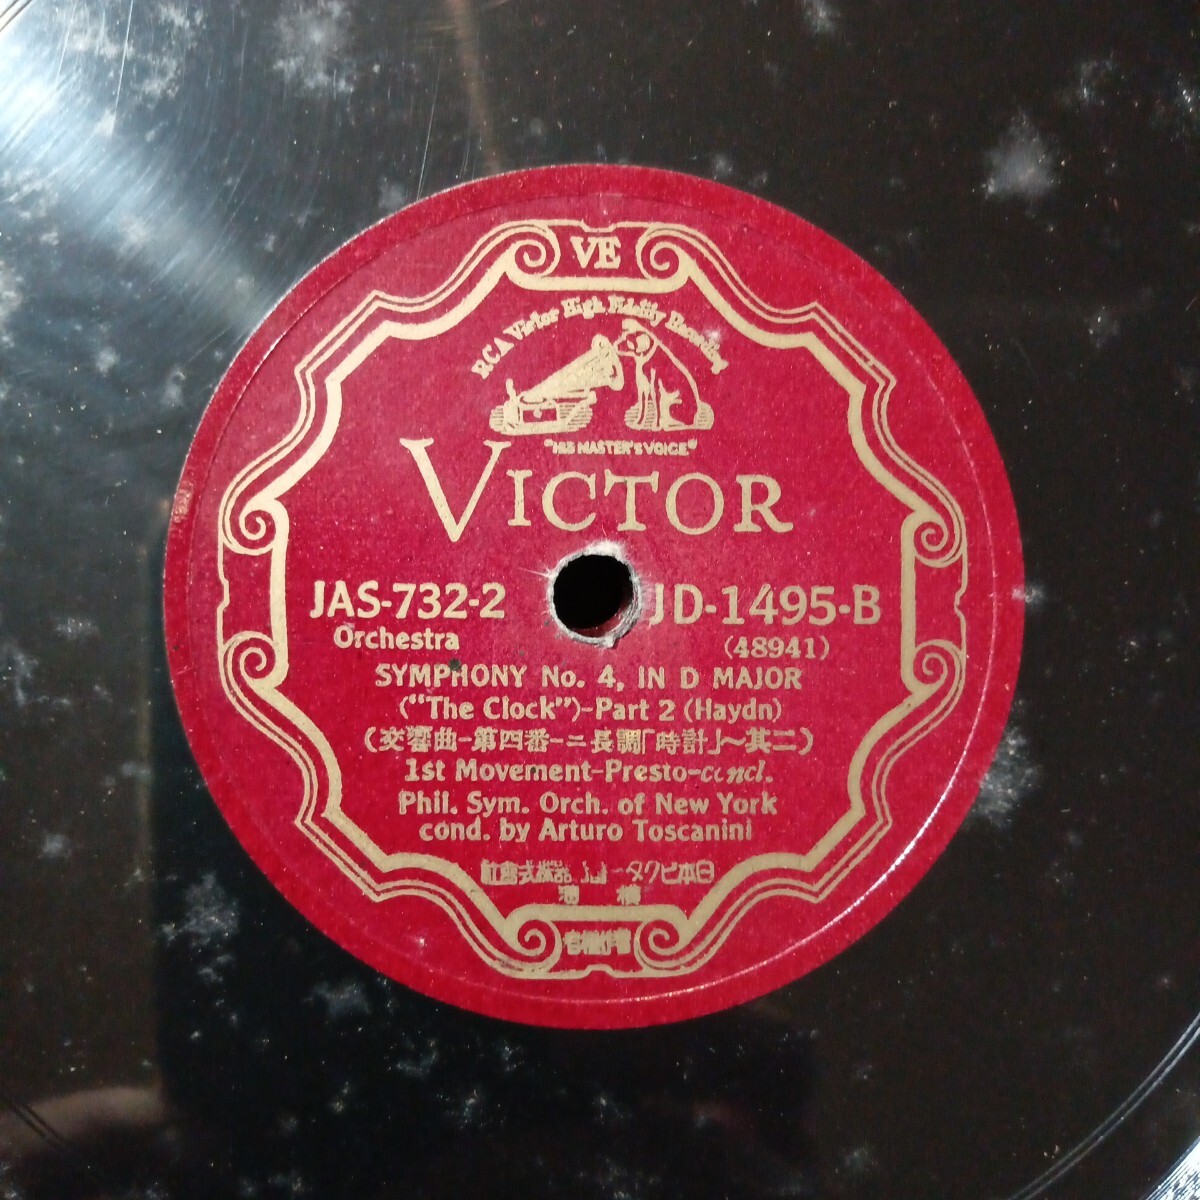 VE
RCA Victor High Fidelity Recording
"HIS MASTER'S VOICE"
VICTOR
JAS-732-2 JD-1495-B
Orchestra (48941)
SYMPHONY No. 4, IN D MAJOR
("The Clock")-Part 2 (Haydn)
(交響曲-第四番-ニ長調「時計」～其二)
1st Movement-Presto-concl.
Phil. Sym. Orch. of New York
cond. by Arturo Toscanini
社會式株 ータクビ本日